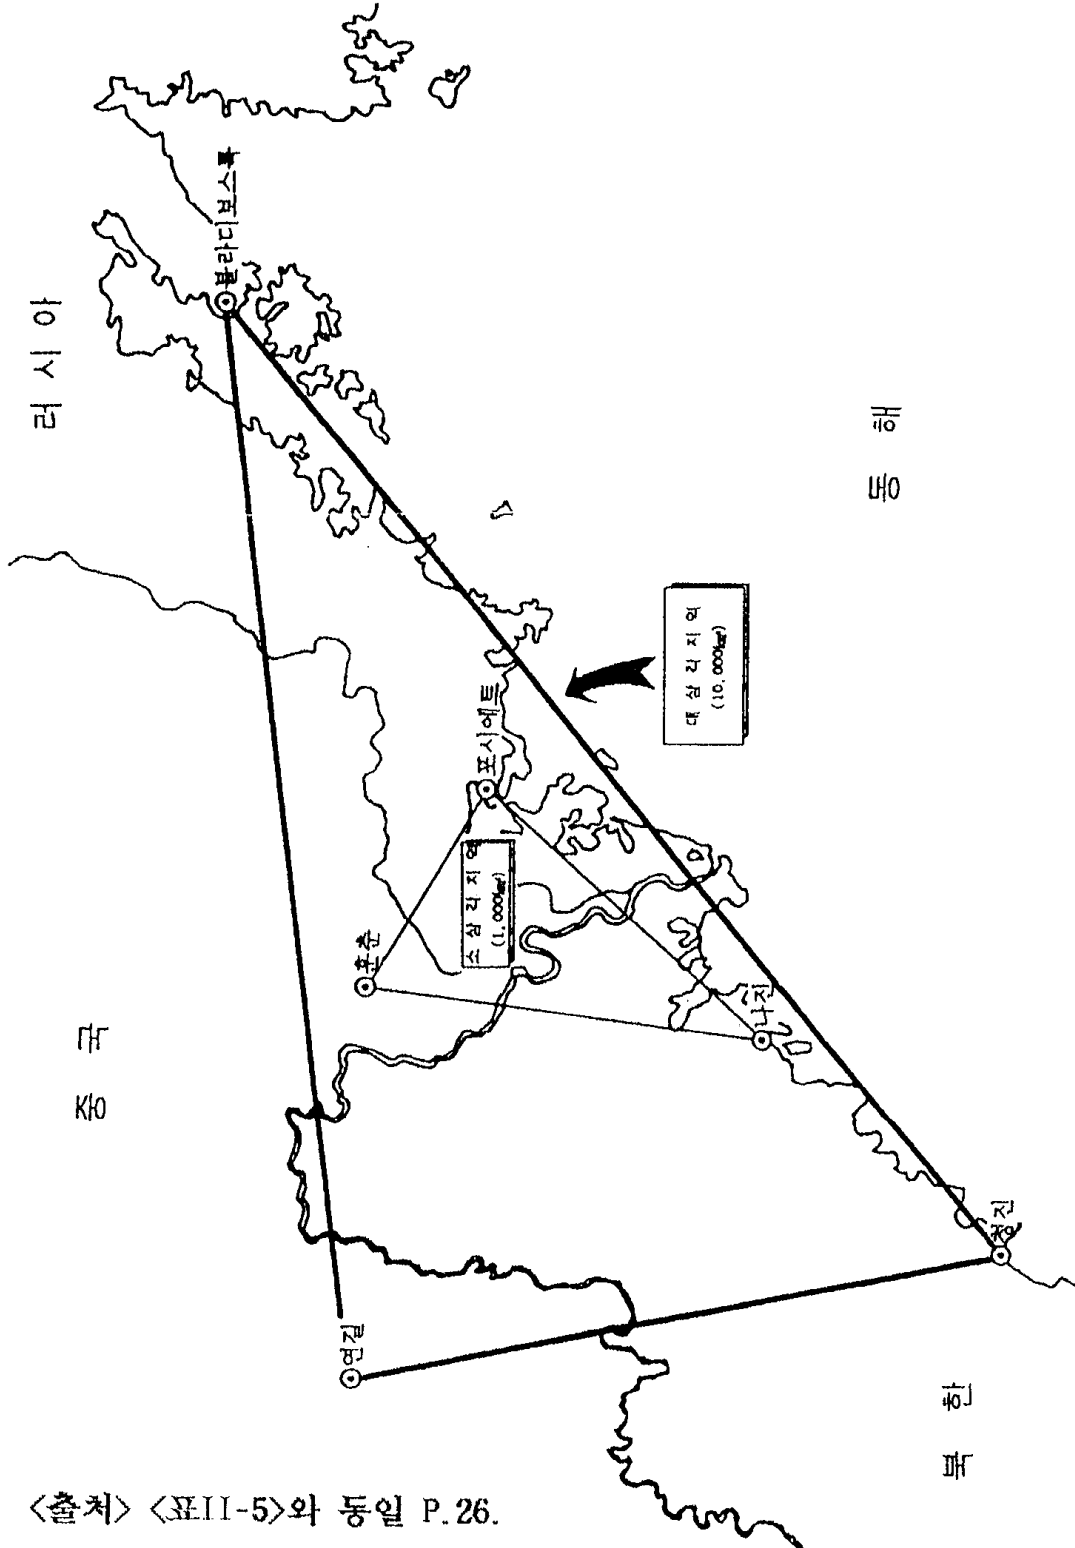 러 시 아
블라디보스톡
동 해
대 삼 각 지 역
(10,000㎢)
포시에트
소 삼 각 지 역
(1,000㎢)
훈춘
나진
중 국
연길
청진
북 한
<출처> <표II-5>와 동일 P.26.